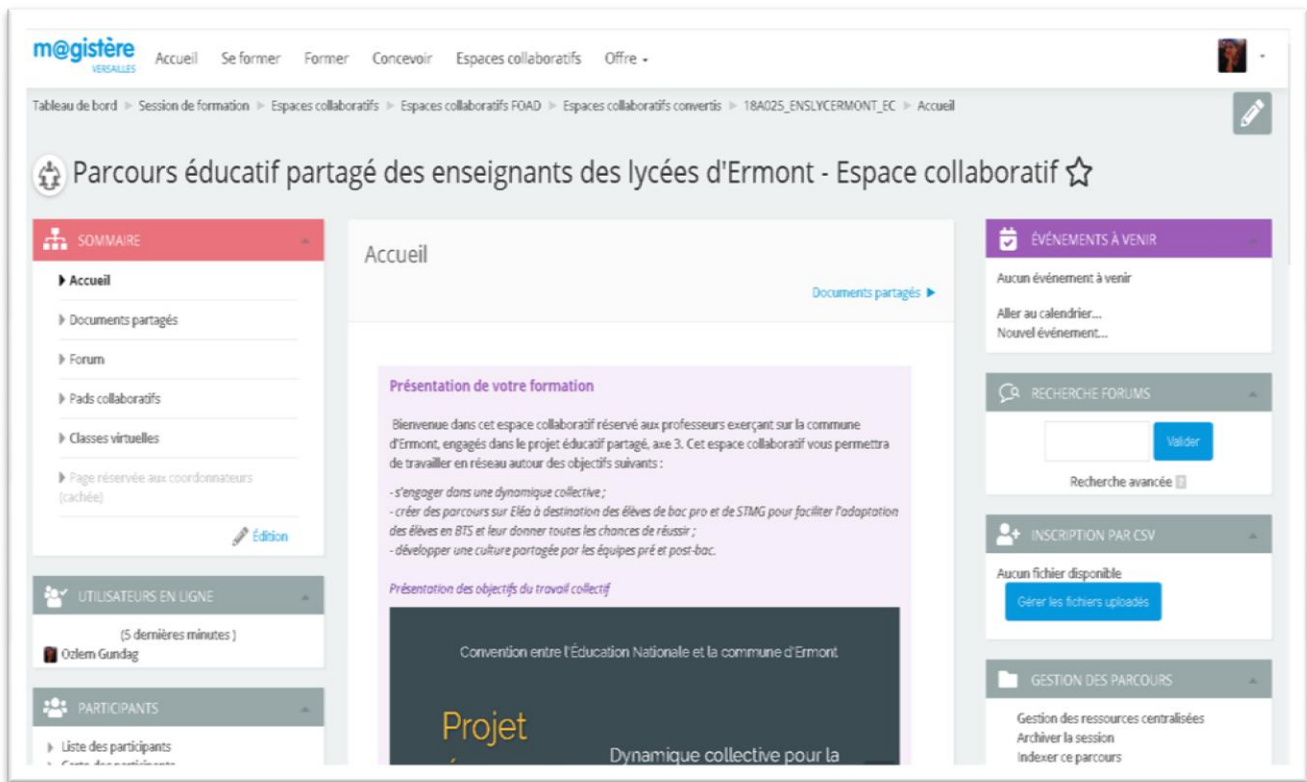 m@gistère
VERSAILLES
Accueil Se former Former Concevoir Espaces collaboratifs Offre
Tableau de bord Session de formation Espaces collaboratifs Espaces collaboratifs FOAD Espaces collaboratifs convertis 18A025_ENSLYCERMONT_EC Accueil
Parcours éducatif partagé des enseignants des lycées d'Ermont - Espace collaboratif
SOMMAIRE
Accueil
Documents partagés
Forum
Pads collaboratifs
Classes virtuelles
Page réservée aux coordonnateurs
(cachée)
Édition
UTILISATEURS EN LIGNE
(5 dernières minutes )
Ozlem Gundag
PARTICIPANTS
Liste des participants
Carte des participants
Accueil
Documents partagés
Présentation de votre formation
Bienvenue dans cet espace collaboratif réservé aux professeurs exerçant sur la commune
d'Ermont, engagés dans le projet éducatif partagé, axe 3. Cet espace collaboratif vous permettra
de travailler en réseau autour des objectifs suivants :
- s'engager dans une dynamique collective ;
- créer des parcours sur Eléa à destination des élèves de bac pro et de STMG pour faciliter l'adaptation
des élèves en BTS et leur donner toutes les chances de réussir ;
- développer une culture partagée par les équipes pré et post-bac.
Présentation des objectifs du travail collectif
Convention entre l'Éducation Nationale et la commune d'Ermont
Projet
Dynamique collective pour la
ÉVÉNEMENTS À VENIR
Aucun événement à venir
Aller au calendrier...
Nouvel événement...
RECHERCHE FORUMS
Valider
Recherche avancée
INSCRIPTION PAR CSV
Aucun fichier disponible
Gérer les fichiers uploadés
GESTION DES PARCOURS
Gestion des ressources centralisées
Archiver la session
Indexer ce parcours